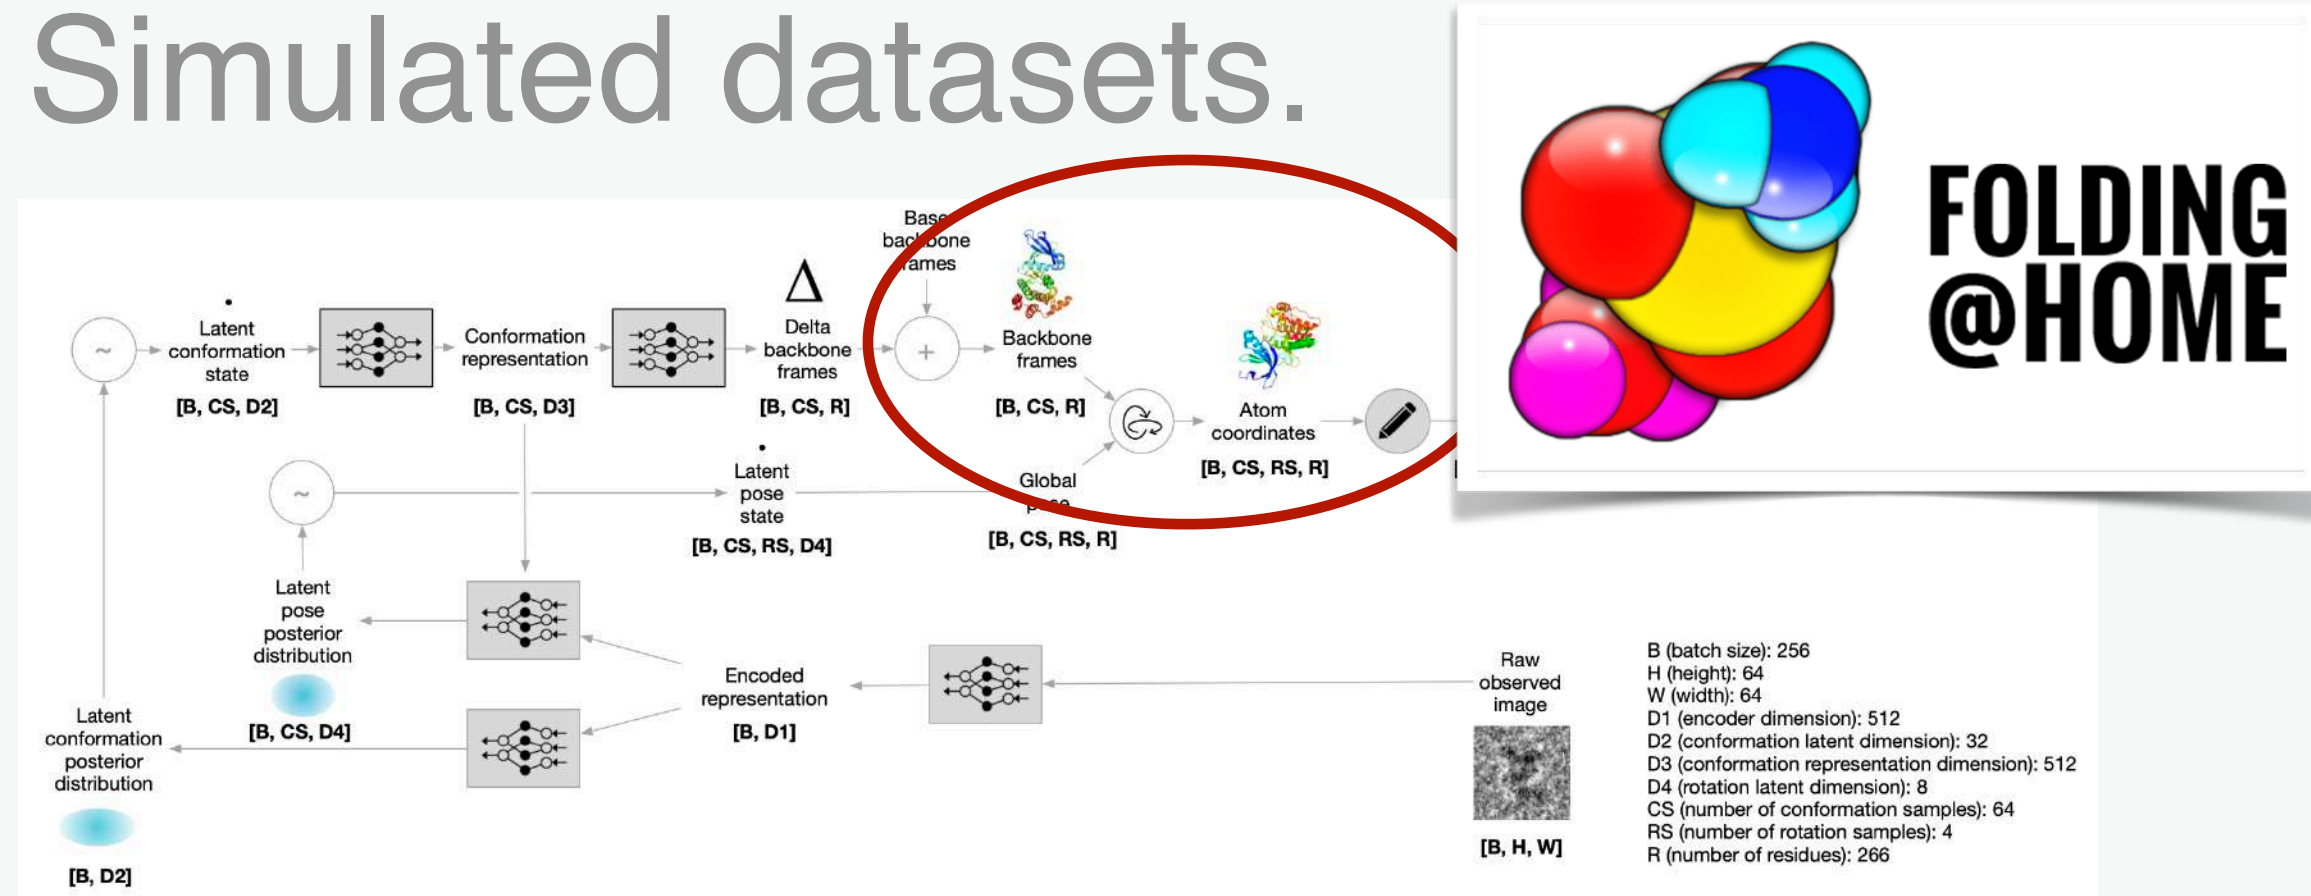 Simulated datasets.
FOLDING
@HOME
Base
backbone
frames
Δ
~
Latent
conformation
state
[B, CS, D2]
Conformation
representation
[B, CS, D3]
Delta
backbone
frames
[B, CS, R]
+
Backbone
frames
[B, CS, R]
Atom
coordinates
[B, CS, RS, R]
[
~
Latent
pose
state
[B, CS, RS, D4]
Global
pose
[B, CS, RS, R]
Latent
pose
posterior
distribution
[B, CS, D4]
Latent
conformation
posterior
distribution
[B, D2]
Encoded
representation
[B, D1]
Raw
observed
image
[B, H, W]
B (batch size): 256
H (height): 64
W (width): 64
D1 (encoder dimension): 512
D2 (conformation latent dimension): 32
D3 (conformation representation dimension): 512
D4 (rotation latent dimension): 8
CS (number of conformation samples): 64
RS (number of rotation samples): 4
R (number of residues): 266